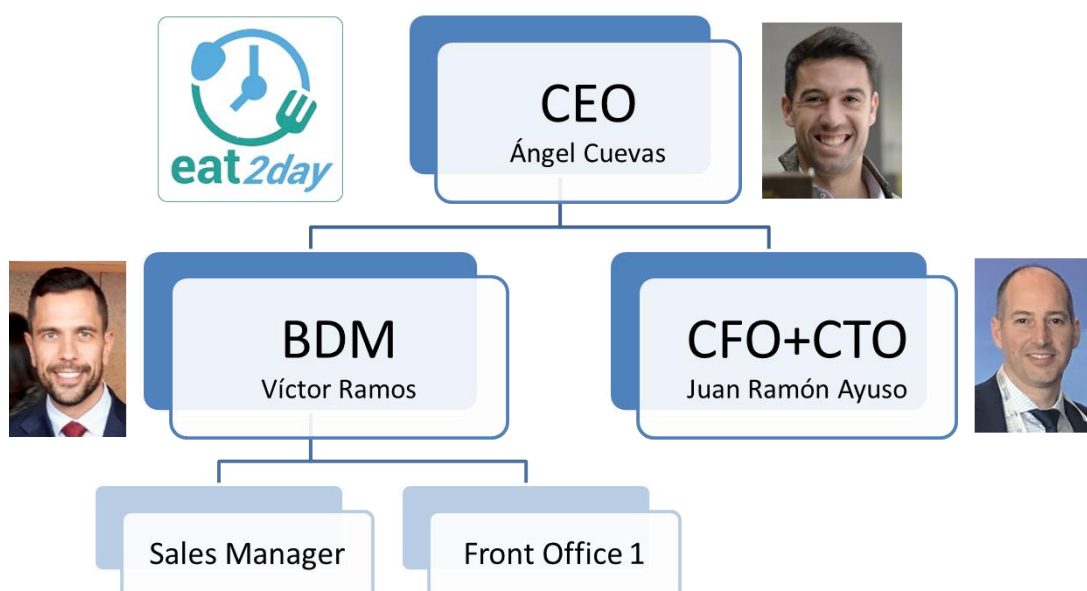 eat2day
CEO
Ángel Cuevas
BDM
Víctor Ramos
CFO+CTO
Juan Ramón Ayuso
Sales Manager
Front Office 1